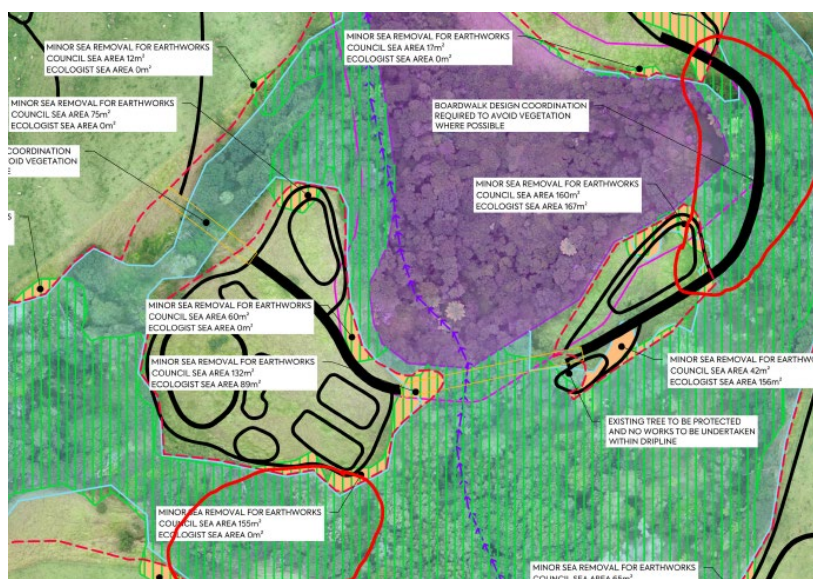 MINOR SEA REMOVAL FOR EARTHWORKS
COUNCIL SEA AREA 12m²
ECOLOGIST SEA AREA 0m²
MINOR SEA REMOVAL FOR EARTHWORKS
COUNCIL SEA AREA 17m²
ECOLOGIST SEA AREA 0m²
MINOR SEA REMOVAL FOR EARTHWORKS
COUNCIL SEA AREA 75m²
ECOLOGIST SEA AREA 0m²
BOARDWALK DESIGN COORDINATION
REQUIRED TO AVOID VEGETATION
WHERE POSSIBLE
COORDINATION
OID VEGETATION
E
MINOR SEA REMOVAL FOR EARTHWORKS
COUNCIL SEA AREA 160m²
ECOLOGIST SEA AREA 167m²
S
MINOR SEA REMOVAL FOR EARTHWORKS
COUNCIL SEA AREA 60m²
ECOLOGIST SEA AREA 0m²
MINOR SEA REMOVAL FOR EARTHWORKS
COUNCIL SEA AREA 132m²
ECOLOGIST SEA AREA 89m²
MINOR SEA REMOVAL FOR EARTHW
COUNCIL SEA AREA 42m²
ECOLOGIST SEA AREA 156m²
EXISTING TREE TO BE PROTECTED
AND NO WORKS TO BE UNDERTAKEN
WITHIN DRIPLINE
MINOR SEA REMOVAL FOR EARTHWORKS
COUNCIL SEA AREA 155m²
ECOLOGIST SEA AREA 0m²
MINOR SEA REMOVAL FOR EARTHWORKS
COUNCIL SEA AREA 65m²